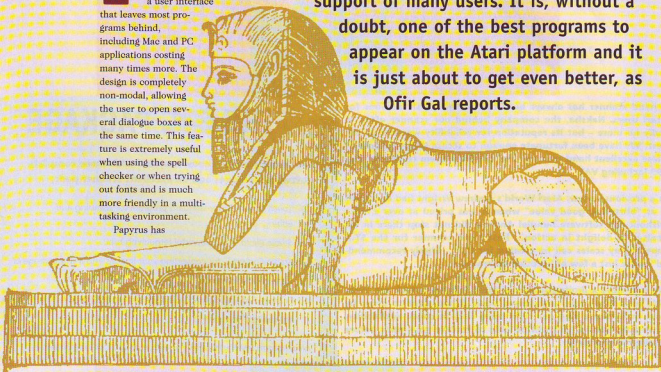 support of many users. It is, without a
doubt, one of the best programs to
appear on the Atari platform and it
is just about to get even better, as
Ofir Gal reports.
a user interface
that leaves most pro-
grams behind,
including Mac and PC
applications costing
many times more. The
design is completely
non-modal, allowing
the user to open sev-
eral dialogue boxes at
the same time. This fea-
ture is extremely useful
when using the spell
checker or when trying
out fonts and is much
more friendly in a multi-
tasking environment.
Papyrus has